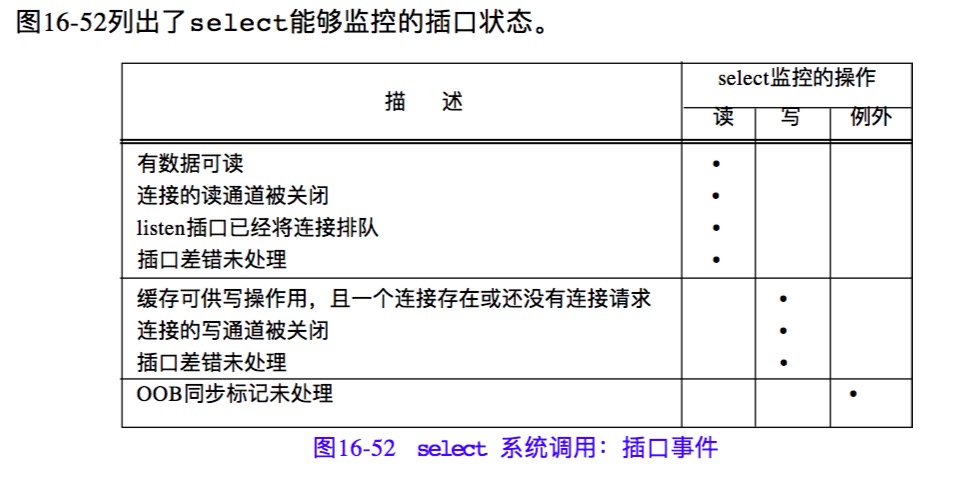 图16-52列出了select能够监控的插口状态。
描 述
select监控的操作
读 写 例外
有数据可读 •
连接的读通道被关闭 •
listen插口已经将连接排队 •
插口差错未处理 •
缓存可供写操作用，且一个连接存在或还没有连接请求 •
连接的写通道被关闭 •
插口差错未处理 •
OOB同步标记未处理 •
图16-52 select 系统调用：插口事件